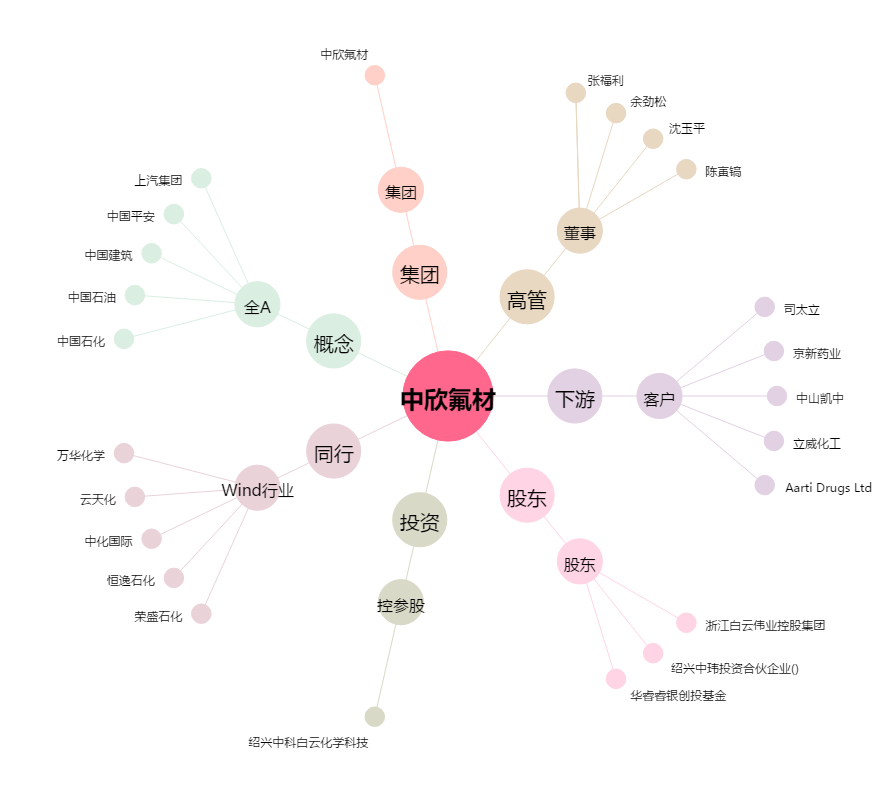 中欣氟材
张福利
余劲松
沈玉平
陈寅镐
上汽集团
集团
中国平安
董事
中国建筑
集团
高管
中国石油
全A
司太立
中国石化
概念
京新药业
中欣氟材
下游
客户
中山凯中
万华化学
同行
立威化工
云天化
Wind行业
股东
Aarti Drugs Ltd
投资
中化国际
恒逸石化
股东
控参股
荣盛石化
浙江白云伟业控股集团
绍兴中玮投资合伙企业()
华睿睿银创投基金
绍兴中科白云化学科技